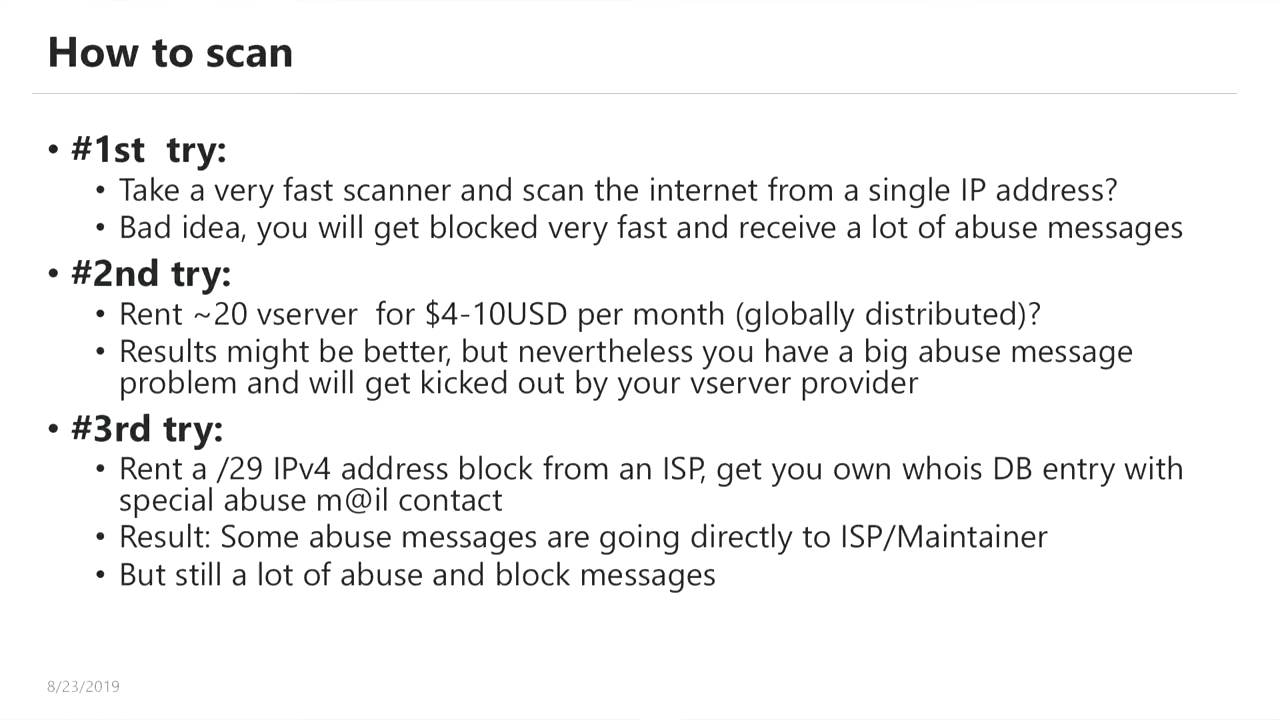 How to scan
• #1st  try:
• Take a very fast scanner and scan the internet from a single IP address?
• Bad idea, you will get blocked very fast and receive a lot of abuse messages
• #2nd try:
• Rent ~20 vserver  for $4-10USD per month (globally distributed)?
• Results might be better, but nevertheless you have a big abuse message
problem and will get kicked out by your vserver provider
• #3rd try:
• Rent a /29 IPv4 address block from an ISP, get you own whois DB entry with
special abuse m@il contact
• Result: Some abuse messages are going directly to ISP/Maintainer
• But still a lot of abuse and block messages
8/23/2019